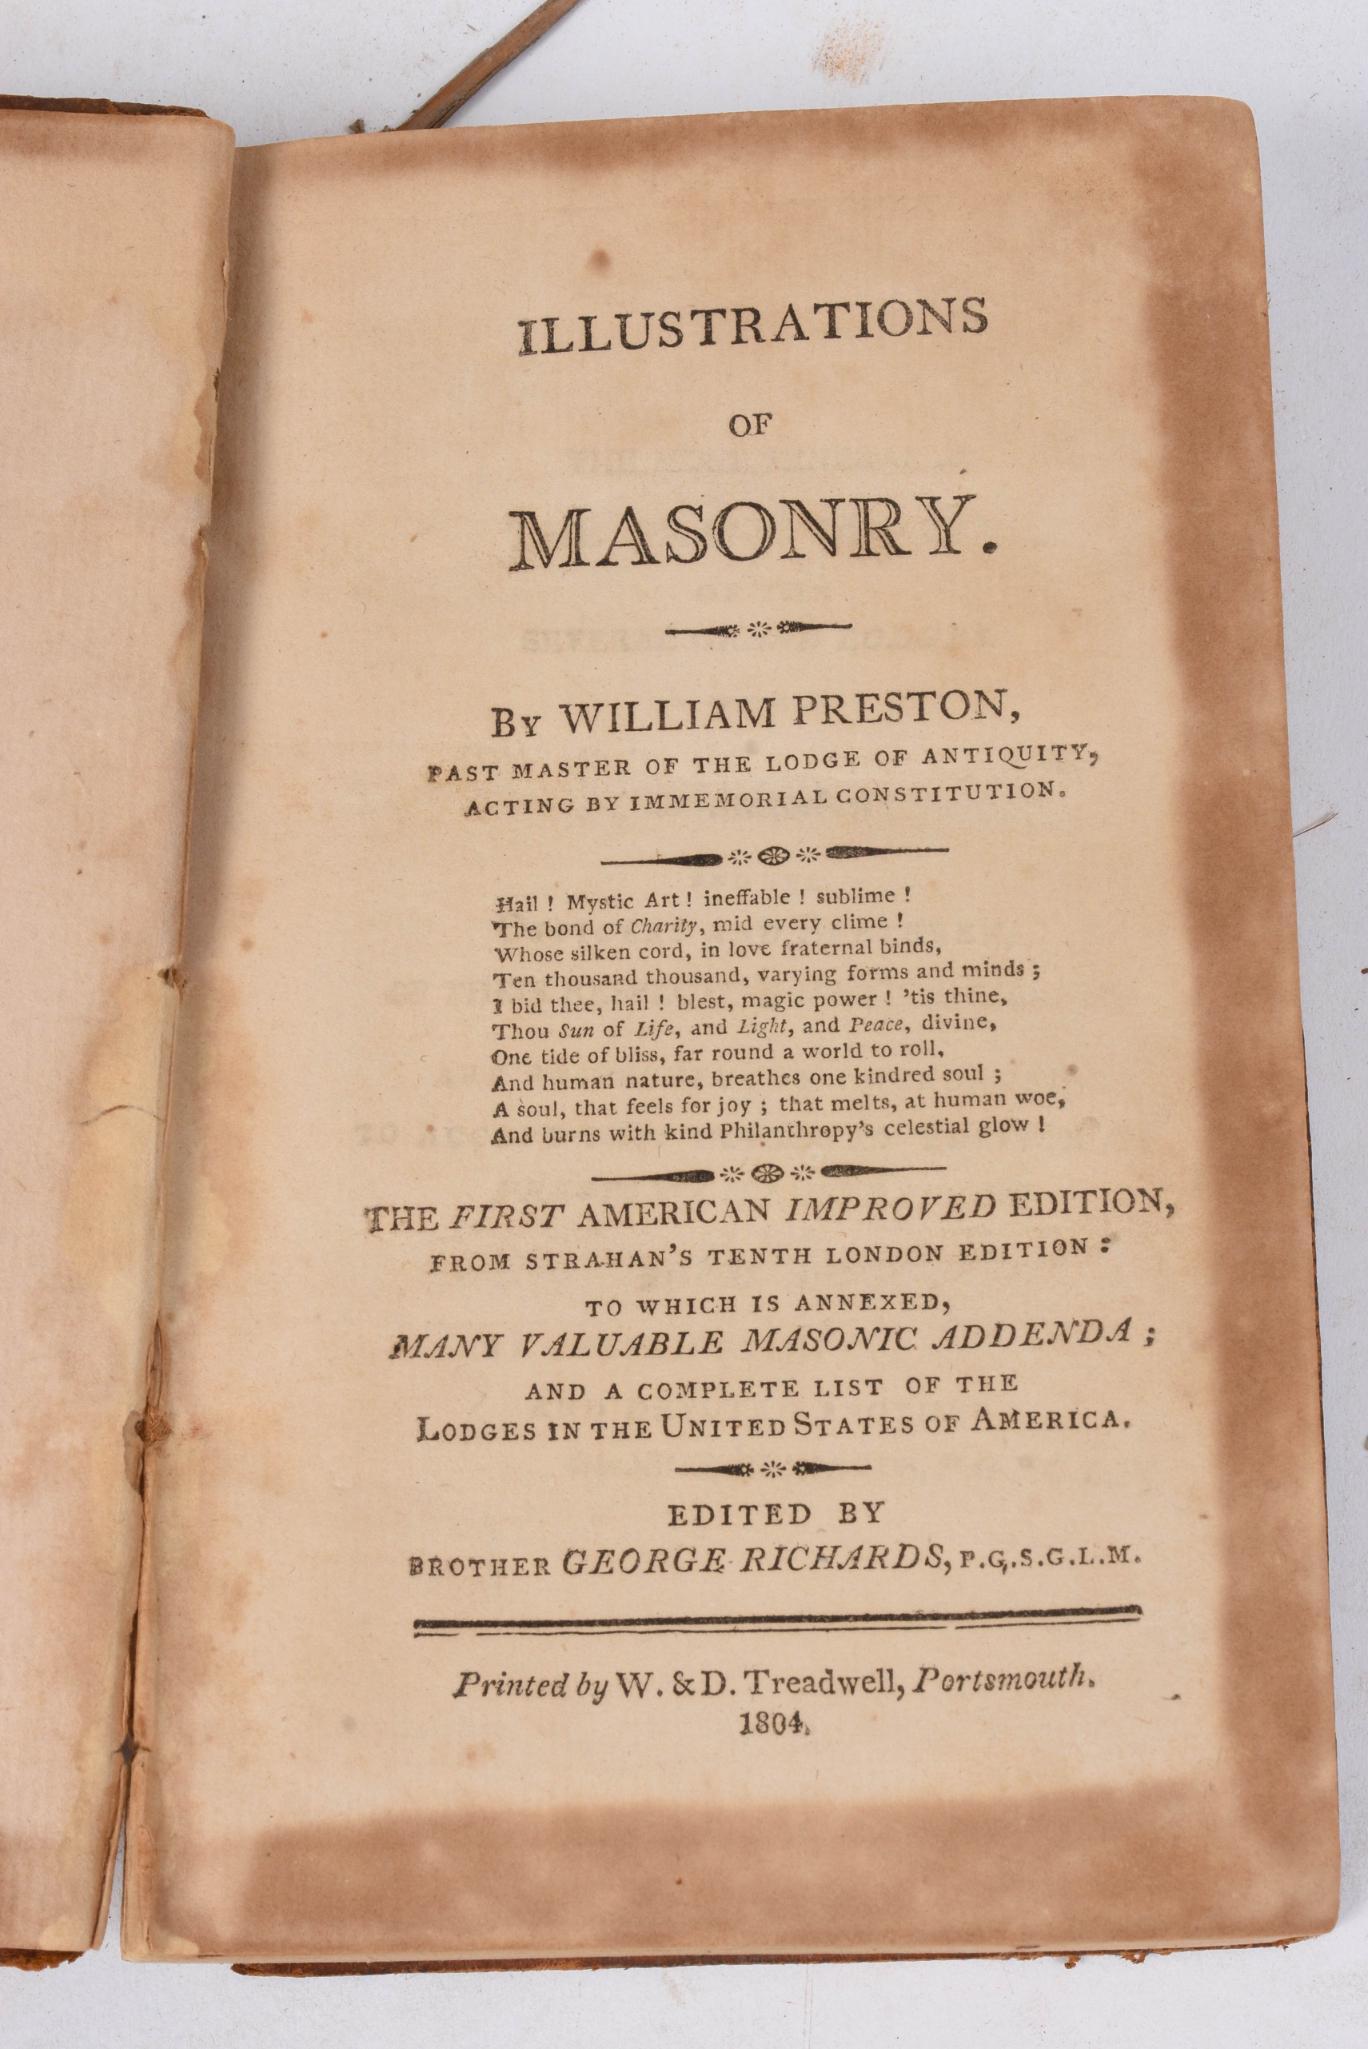 ILLUSTRATIONS
OF
MASONRY.
BY WILLIAM PRESTON,
PAST MASTER OF THE LODGE OF ANTIQUITY,
ACTING BY IMMEMORIAL CONSTITUTION.
Hail ! Mystic Art ! ineffable ! sublime !
The bond of Charity, mid every clime !
Whose silken cord, in love fraternal binds,
Ten thousand thousand, varying forms and minds ;
I bid thee, hail ! blest, magic power ! 'tis thine,
Thou Sun of Life, and Light, and Peace, divine,
One tide of bliss, far round a world to roll,
And human nature, breathes one kindred soul ;
A soul, that feels for joy ; that melts, at human woe,
And burns with kind Philanthropy's celestial glow !
THE FIRST AMERICAN IMPROVED EDITION,
FROM STRAHAN'S TENTH LONDON EDITION :
TO WHICH IS ANNEXED,
MANY VALUABLE MASONIC ADDENDA ;
AND A COMPLETE LIST OF THE
LODGES IN THE UNITED STATES OF AMERICA.
EDITED BY
BROTHER GEORGE RICHARDS, P.G.S.G.L.M.
Printed by W. & D. Treadwell, Portsmouth.
1804.